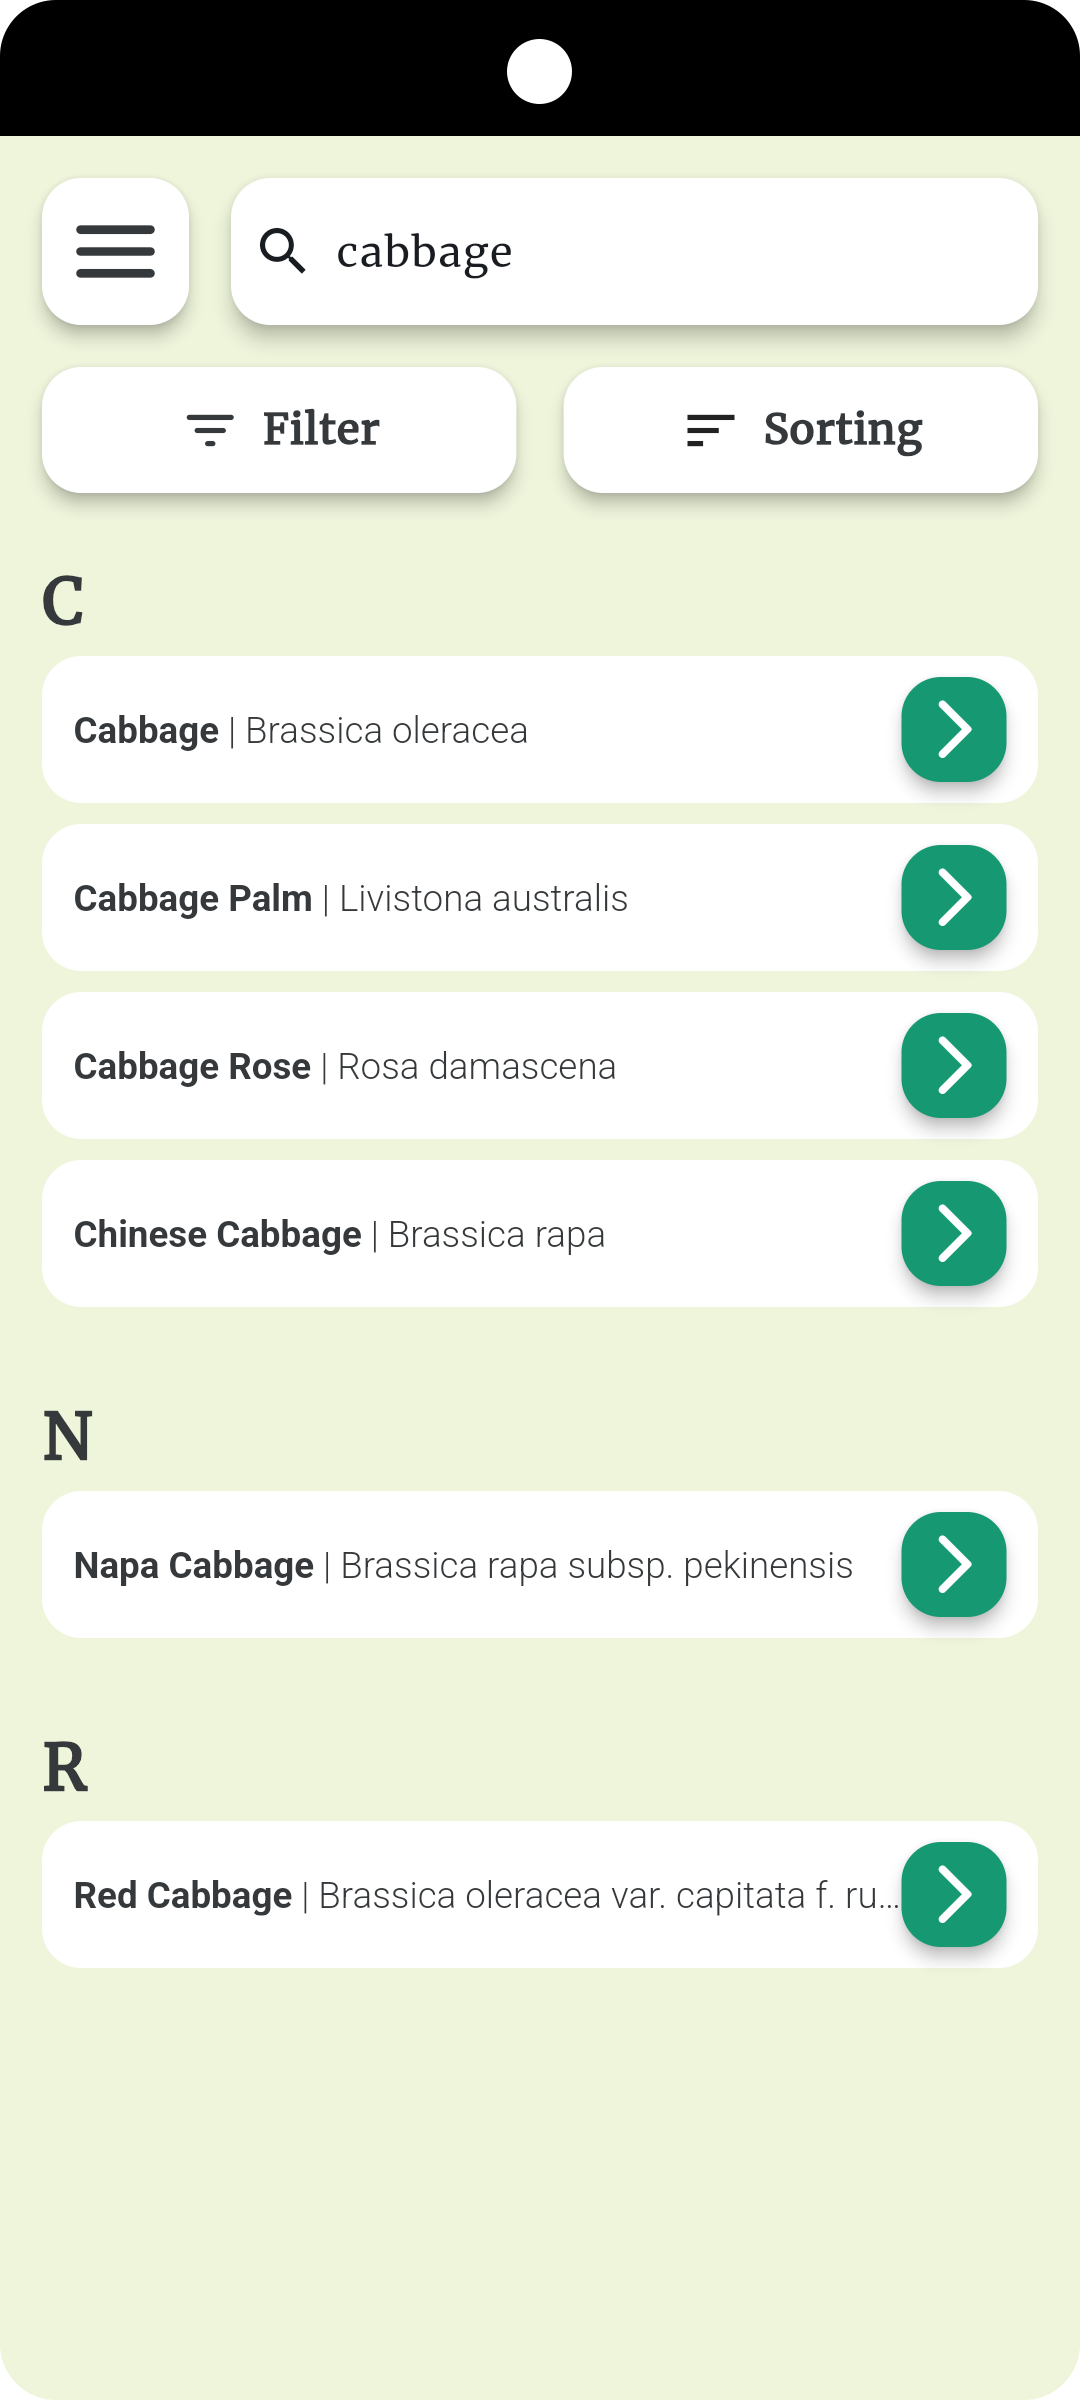 cabbage
Filter
Sorting
C
Cabbage | Brassica oleracea
Cabbage Palm | Livistona australis
Cabbage Rose | Rosa damascena
Chinese Cabbage | Brassica rapa
N
Napa Cabbage | Brassica rapa subsp. pekinensis
R
Red Cabbage | Brassica oleracea var. capitata f. ru...